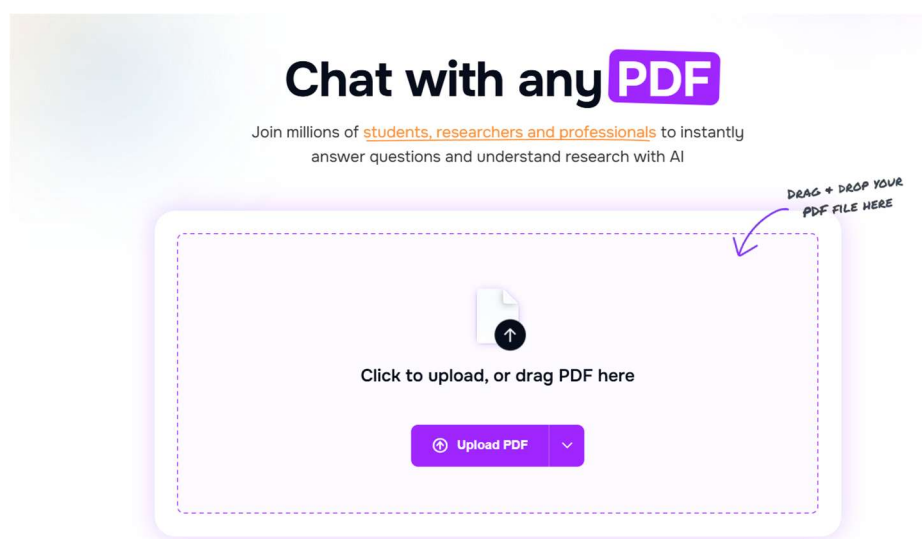 Chat with any PDF
Join millions of students, researchers and professionals to instantly
answer questions and understand research with AI
DRAG & DROP YOUR
PDF FILE HERE
Click to upload, or drag PDF here
Upload PDF